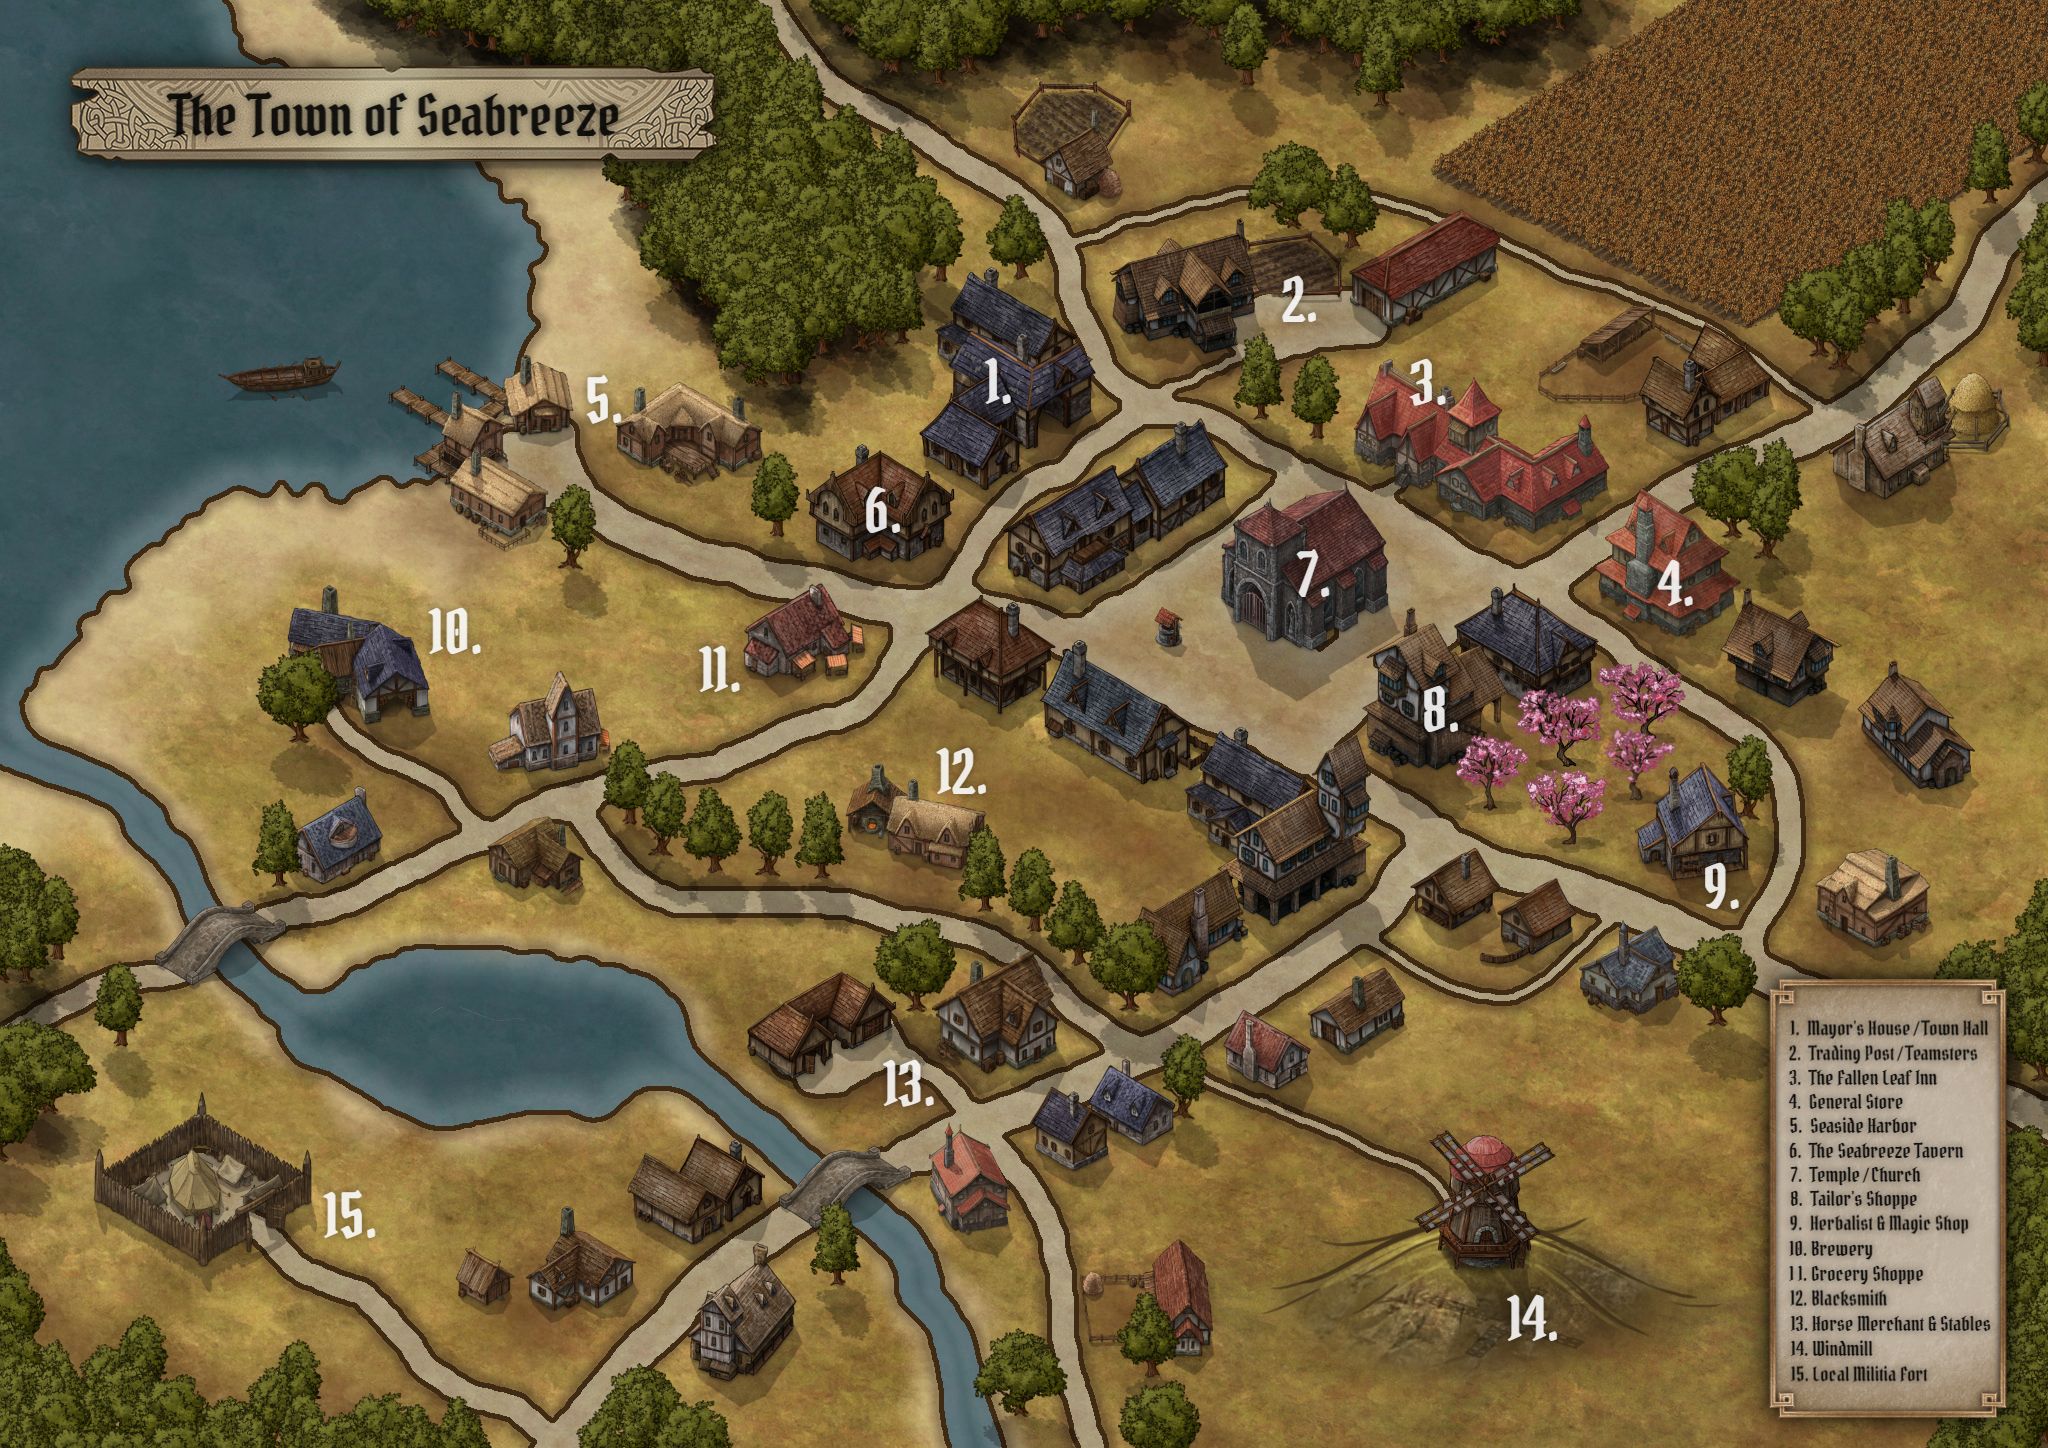 The Town of Seabreeze
1.
2.
3.
5.
6.
7.
4.
10.
11.
8.
12.
9.
13.
15.
14.
1. Mayor's House / Town Hall
2. Trading Post / Teamsters
3. The Fallen Leaf Inn
4. General Store
5. Seaside Harbor
6. The Seabreeze Tavern
7. Temple / Church
8. Tailor's Shoppe
9. Herbalist & Magic Shop
10. Brewery
11. Grocery Shoppe
12. Blacksmith
13. Horse Merchant & Stables
14. Windmill
15. Local Militia Fort